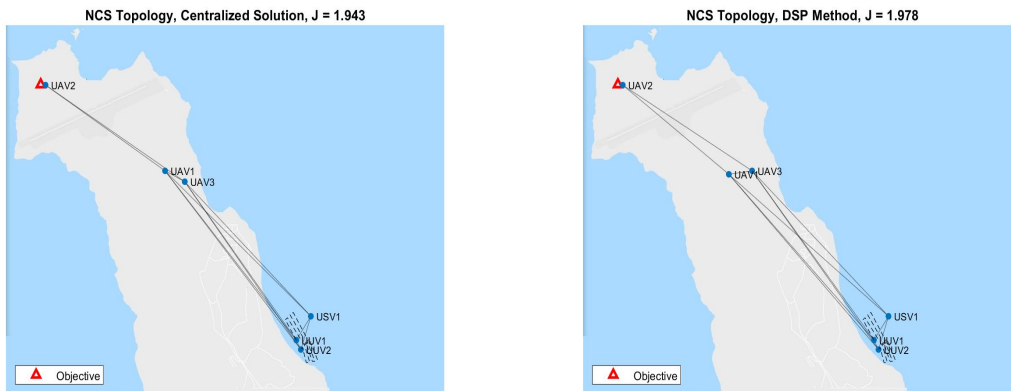 NCS Topology, Centralized Solution, J = 1.943
UAV2
UAV1
UAV3
USV1
UUV1
UUV2
Objective
NCS Topology, DSP Method, J = 1.978
UAV2
UAV1
UAV3
USV1
UUV1
UUV2
Objective